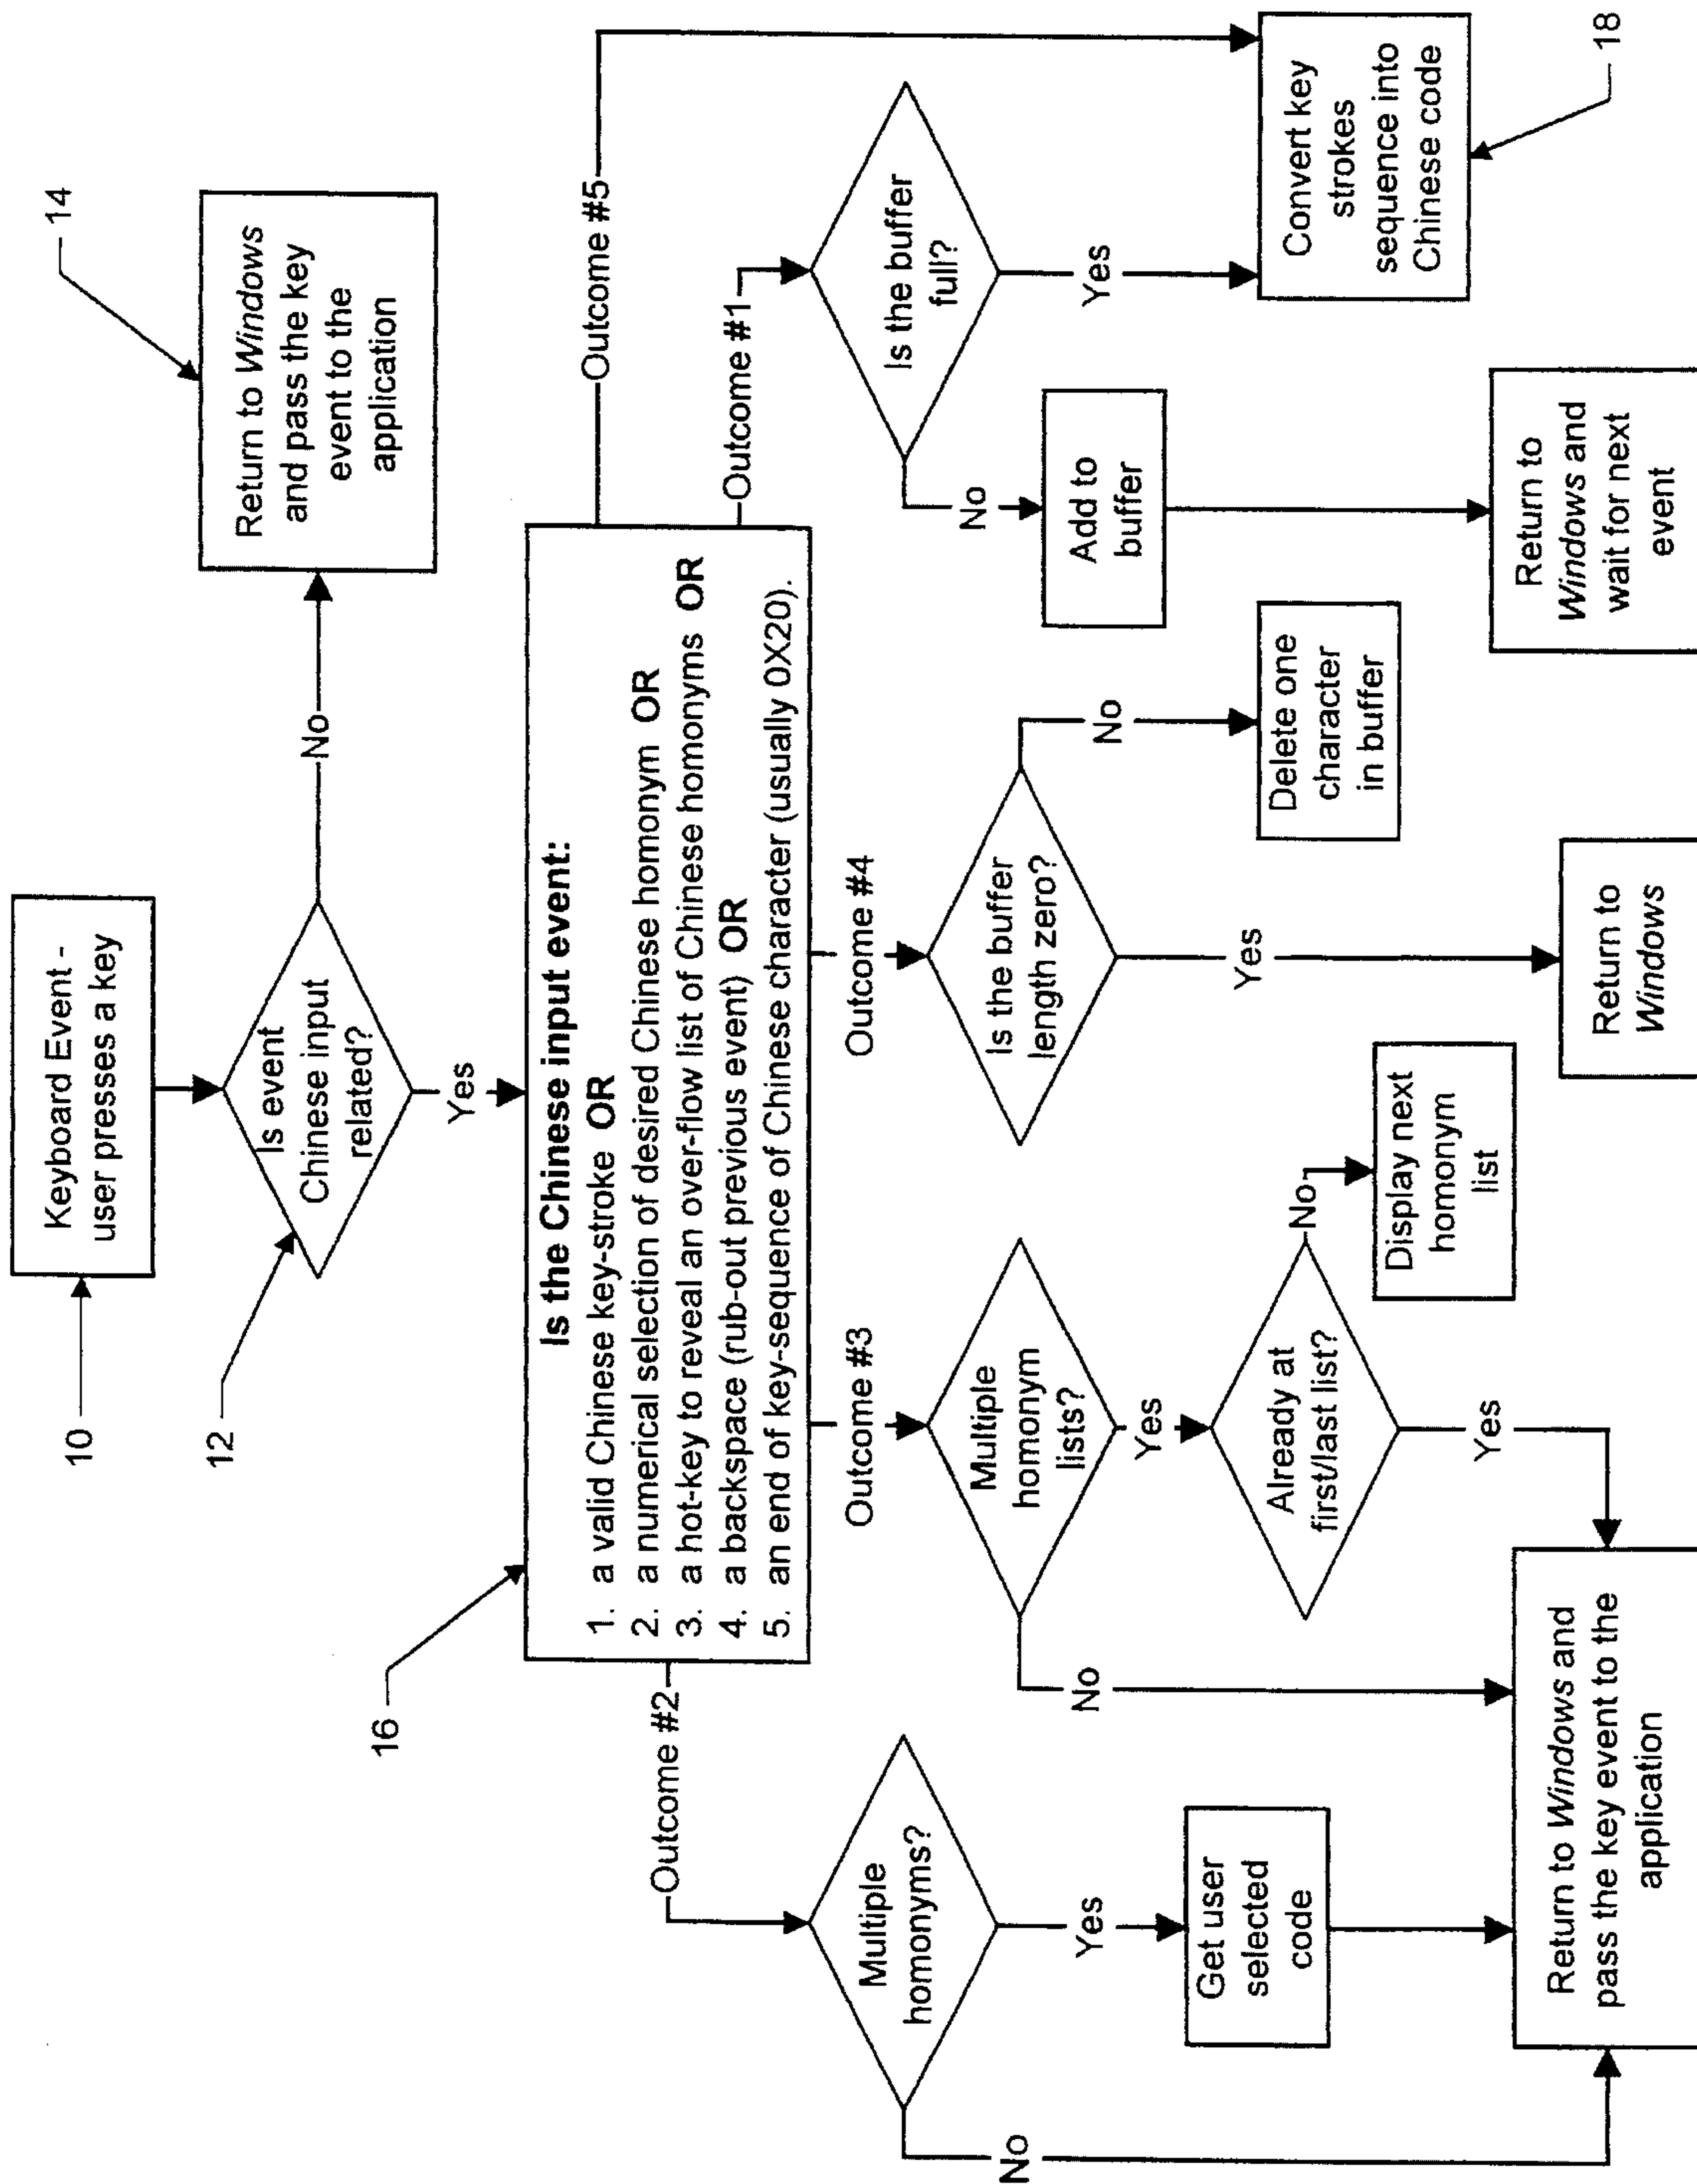 10
Keyboard Event -
user presses a key
12
Is event
Chinese input
related?
No
14
Return to Windows
and pass the key
event to the
application
Yes
16
Is the Chinese input event:
1. a valid Chinese key-stroke OR
2. a numerical selection of desired Chinese homonym OR
3. a hot-key to reveal an over-flow list of Chinese homonyms OR
4. a backspace (rub-out previous event) OR
5. an end of key-sequence of Chinese character (usually 0X20).
Outcome #2
Multiple
homonyms?
No
Yes
Get user
selected
code
Outcome #3
Multiple
homonym
lists?
No
Yes
Already at
first/last list?
No
Display next
homonym
list
Yes
Return to Windows and
pass the key event to the
application
Outcome #4
Is the buffer
length zero?
No
Delete one
character
in buffer
Yes
Return to
Windows
Outcome #1
Is the buffer
full?
No
Add to
buffer
Return to
Windows and
wait for next
event
Yes
Outcome #5
Convert key
strokes
sequence into
Chinese code
18